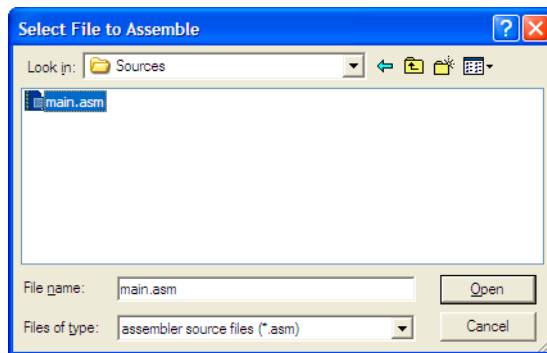 Select File to Assemble
Look in: Sources
main.asm
File name: main.asm Open
Files of type: assembler source files (*.asm) Cancel